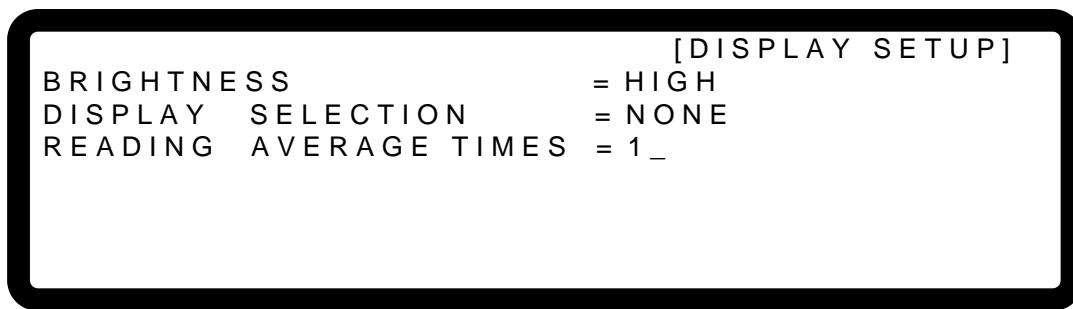 [DISPLAY SETUP]
BRIGHTNESS = HIGH
DISPLAY SELECTION = NONE
READING AVERAGE TIMES = 1_